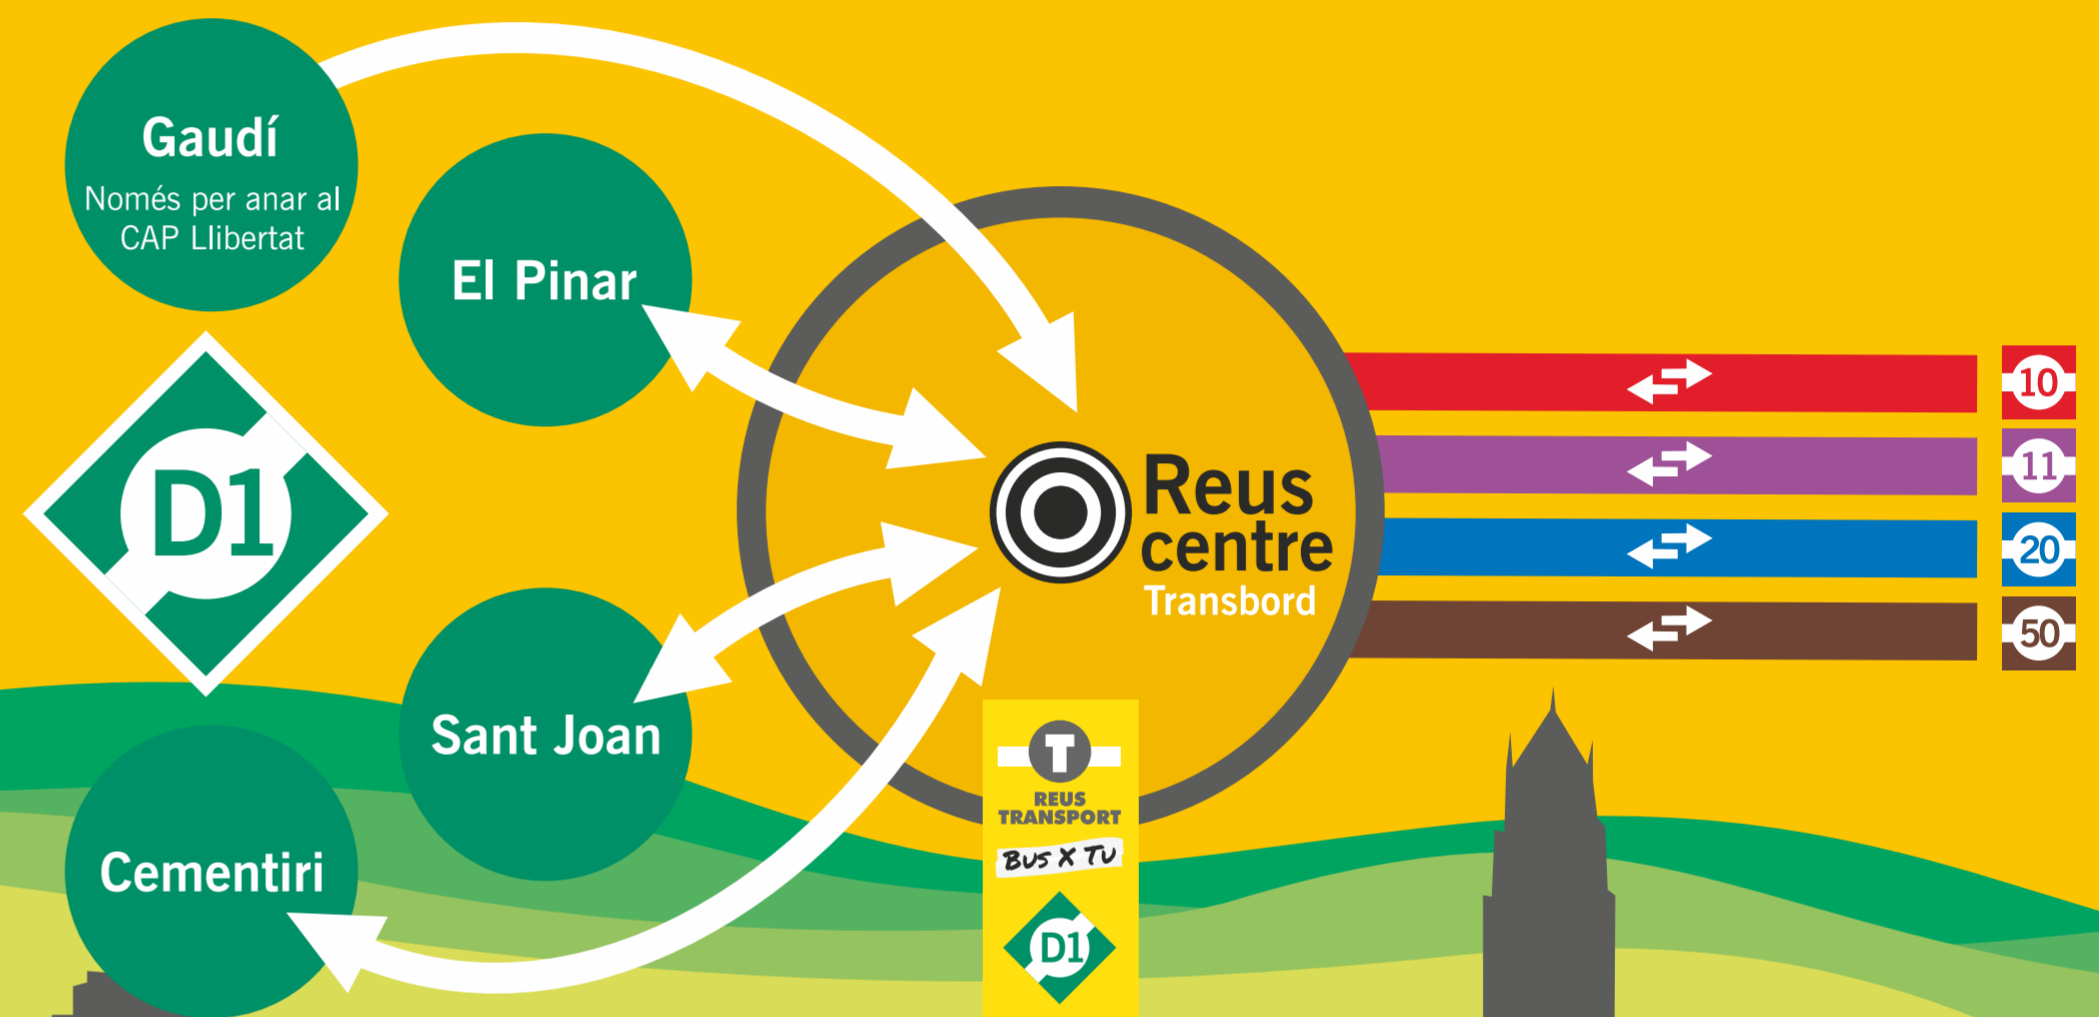 Gaudí
Només per anar al
CAP Llibertat
El Pinar
D1
Sant Joan
Cementiri
Reus
centre
Transbord
10
11
20
50
T
REUS
TRANSPORT
BUS X TU
D1